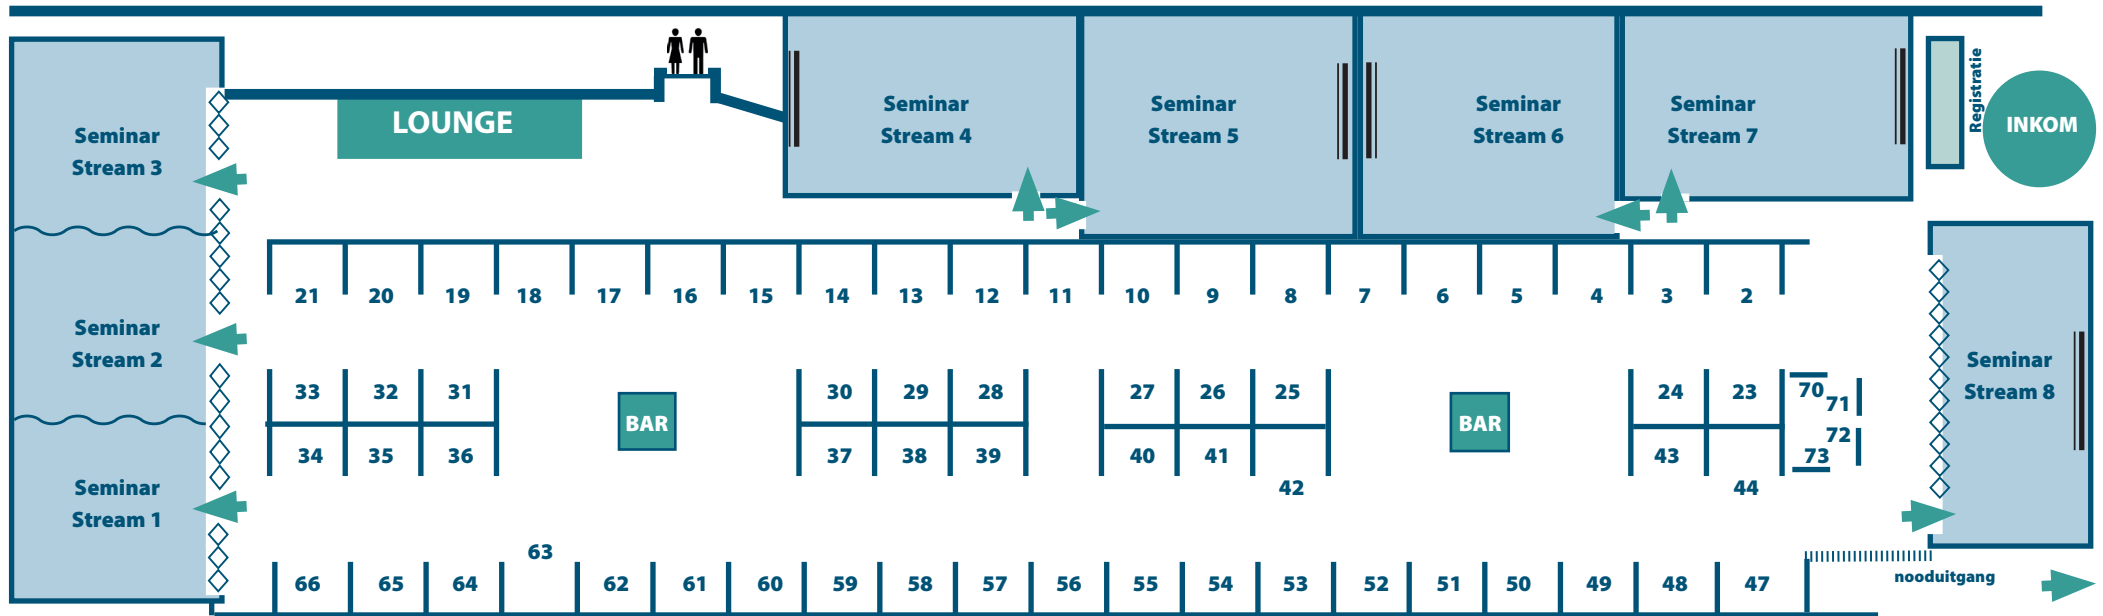 LOUNGE
Seminar
Stream 4
Seminar
Stream 5
Seminar
Stream 6
Seminar
Stream 7
Registratie
INKOM
Seminar
Stream 3
Seminar
Stream 2
Seminar
Stream 1
21 20 19 18 17 16 15 14 13 12 11 10 9 8 7 6 5 4 3 2
33 32 31 30 29 28 27 26 25 24 23 70
71
BAR
BAR
72
34 35 36 37 38 39 40 41 43 73
42 44
Seminar
Stream 8
63
66 65 64 62 61 60 59 58 57 56 55 54 53 52 51 50 49 48 47
nooduitgang